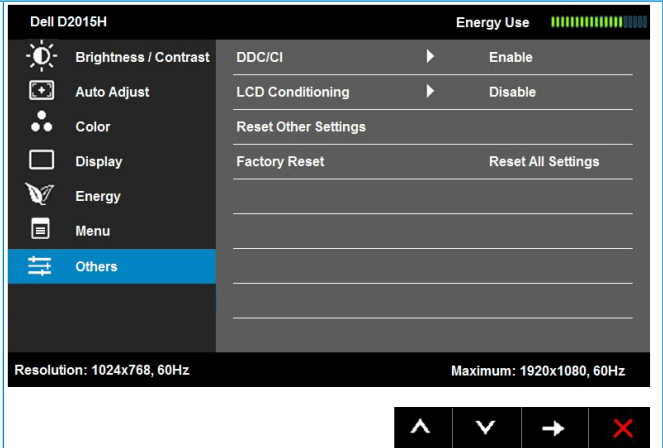 Dell D2015H Energy Use
Brightness / Contrast
Auto Adjust
Color
Display
Energy
Menu
Others
DDC/CI Enable
LCD Conditioning Disable
Reset Other Settings
Factory Reset Reset All Settings
Resolution: 1024x768, 60Hz Maximum: 1920x1080, 60Hz